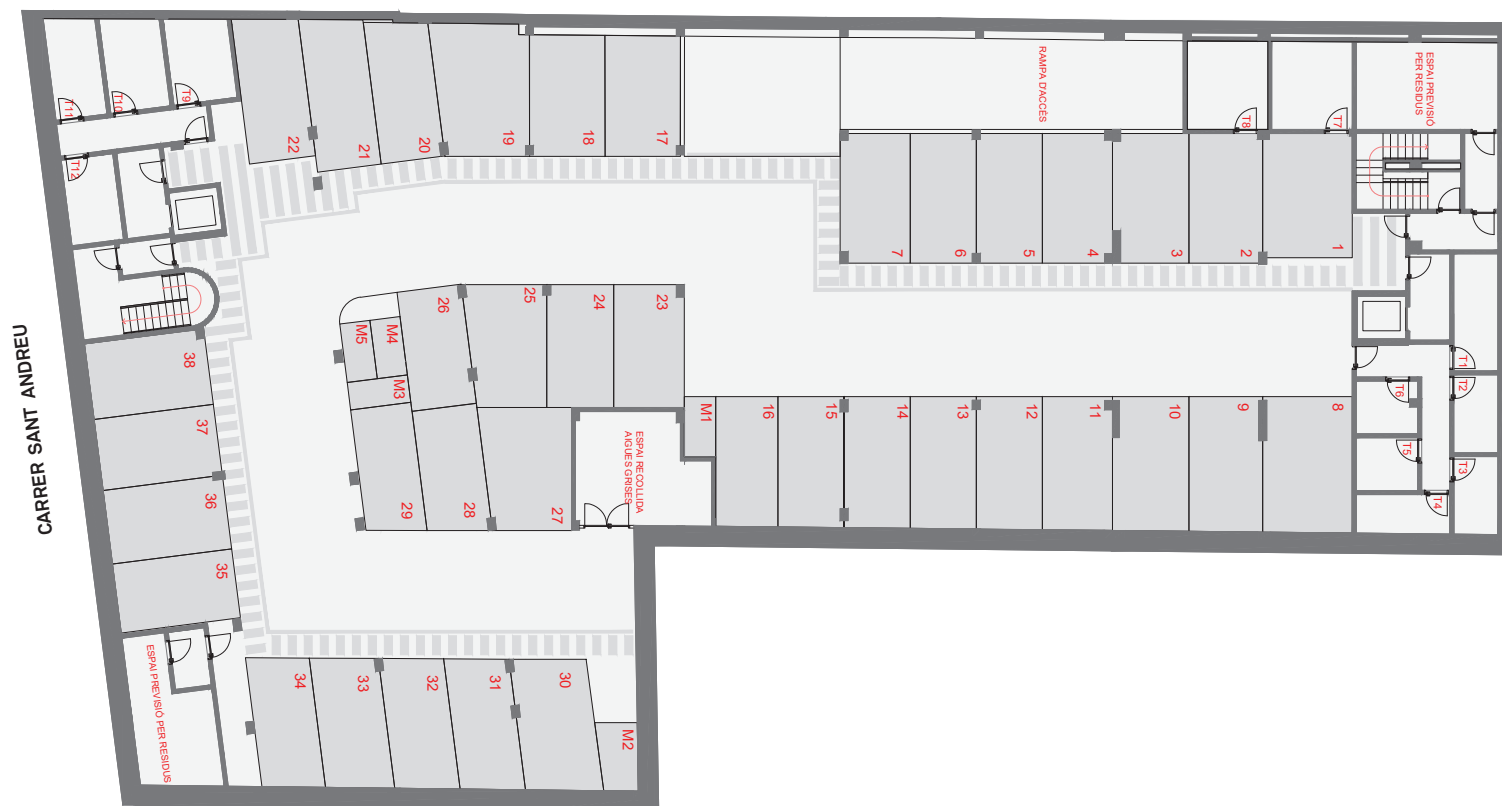 T11
T10
T9
22
21
20
19
18
17
RAMPA D'ACCÉS
T8
T7
ESPAI PREVISIÓ
PER RESIDUS
T12
7
6
5
4
3
2
1
CARRER SANT ANDREU
38
37
36
35
M5
M4
M3
26
25
24
23
29
28
27
ESPAI RECOLLIDA
AIGUES GRISES
M1
16
15
14
13
12
11
10
9
8
T1
T2
T6
T5
T3
T4
ESPAI PREVISIÓ PER RESIDUS
34
33
32
31
30
M2